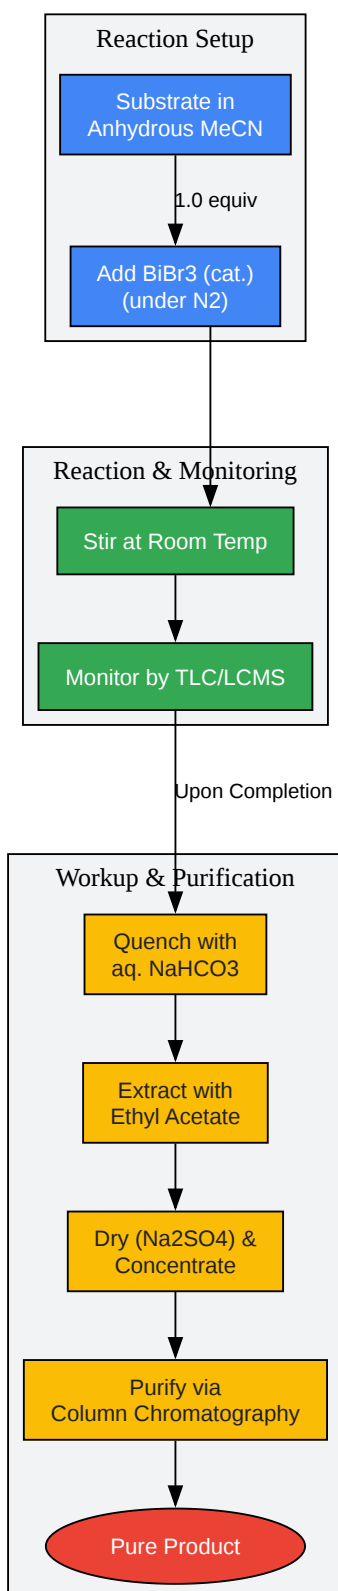 Reaction Setup
Substrate in
Anhydrous MeCN
1.0 equiv
Add BiBr3 (cat.)
(under N2)
Reaction & Monitoring
Stir at Room Temp
Monitor by TLC/LCMS
Upon Completion
Workup & Purification
Quench with
aq. NaHCO3
Extract with
Ethyl Acetate
Dry (Na2SO4) &
Concentrate
Purify via
Column Chromatography
Pure Product